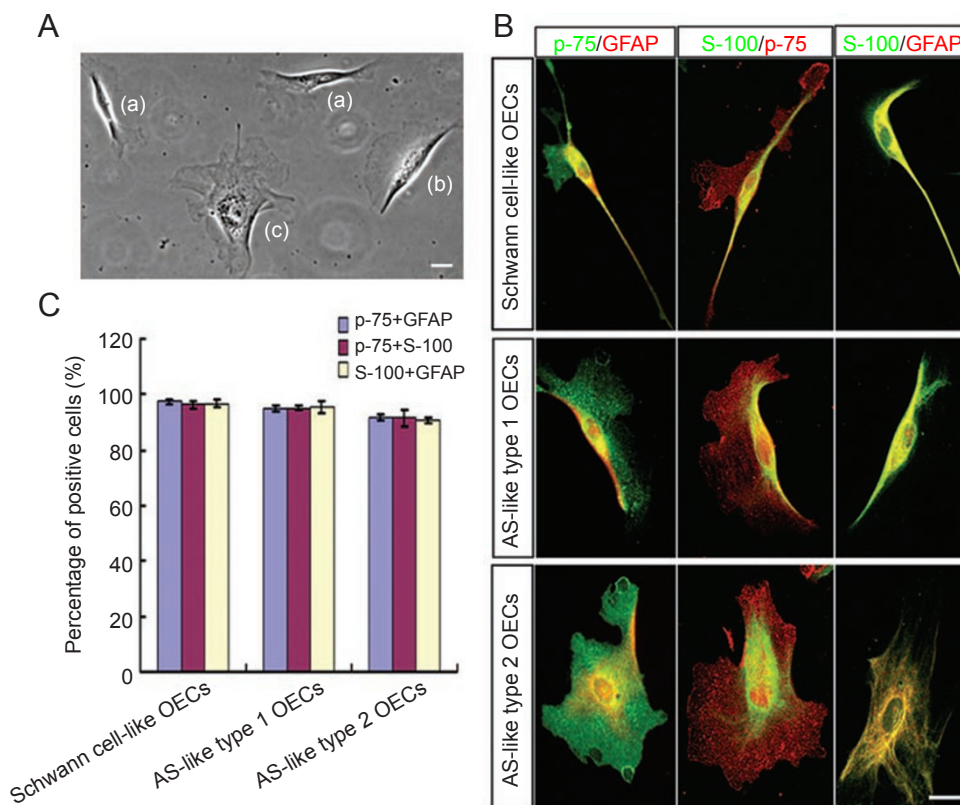 A
(a)
(a)
(b)
(c)
B
p-75/GFAP
S-100/p-75
S-100/GFAP
Schwann cell-like OECs
AS-like type 1 OECs
AS-like type 2 OECs
C
p-75+GFAP
p-75+S-100
S-100+GFAP
Percentage of positive cells (%)
120
100
80
60
40
20
0
Schwann cell-like OECs
AS-like type 1 OECs
AS-like type 2 OECs